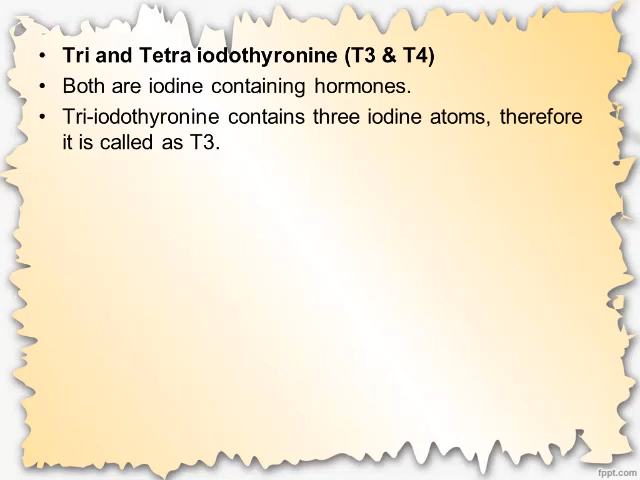 • Tri and Tetra iodothyronine (T3 & T4)
• Both are iodine containing hormones.
• Tri-iodothyronine contains three iodine atoms, therefore
it is called as T3.
fppt.com